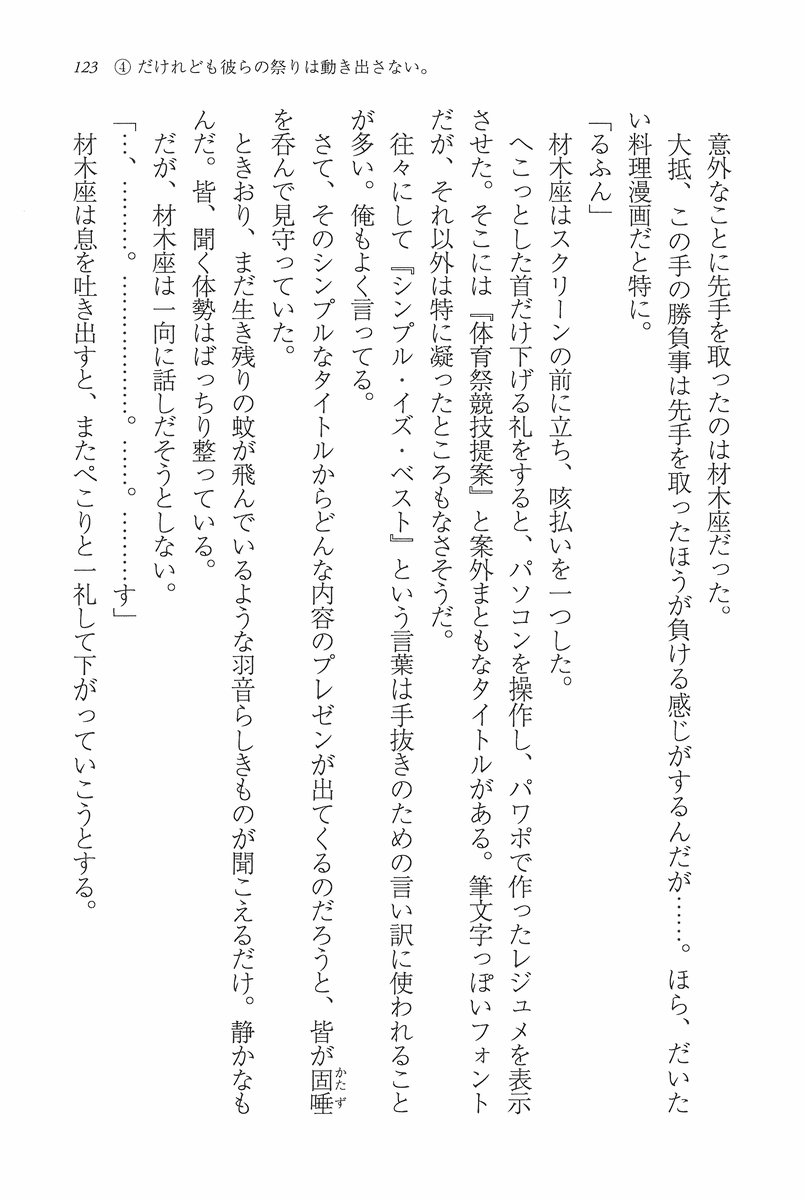 123　④ だけれども彼らの祭りは動き出さない。
　意外なことに先手を取ったのは材木座だった。
　大抵、この手の勝負事は先手を取ったほうが負ける感じがするんだが……。ほら、だいた
い料理漫画だと特に。
「るふん」
　材木座はスクリーンの前に立ち、咳払いを一つした。
　へこっとした首だけ下げる礼をすると、パソコンを操作し、パワポで作ったレジュメを表示
させた。そこには『体育祭競技提案』と案外まともなタイトルがある。筆文字っぽいフォント
だが、それ以外は特に凝ったところもなさそうだ。
　往々にして『シンプル・イズ・ベスト』という言葉は手抜きのための言い訳に使われること
が多い。俺もよく言ってる。
　さて、そのシンプルなタイトルからどんな内容のプレゼンが出てくるのだろうと、皆が固唾（かたず）
を呑んで見守っていた。
　ときおり、まだ生き残りの蚊が飛んでいるような羽音らしきものが聞こえるだけ。静かなも
んだ。皆、聞く体勢はばっちり整っている。
　だが、材木座は一向に話しだそうとしない。
「…、………。………………。……。………す」
　材木座は息を吐き出すと、またぺこりと一礼して下がっていこうとする。